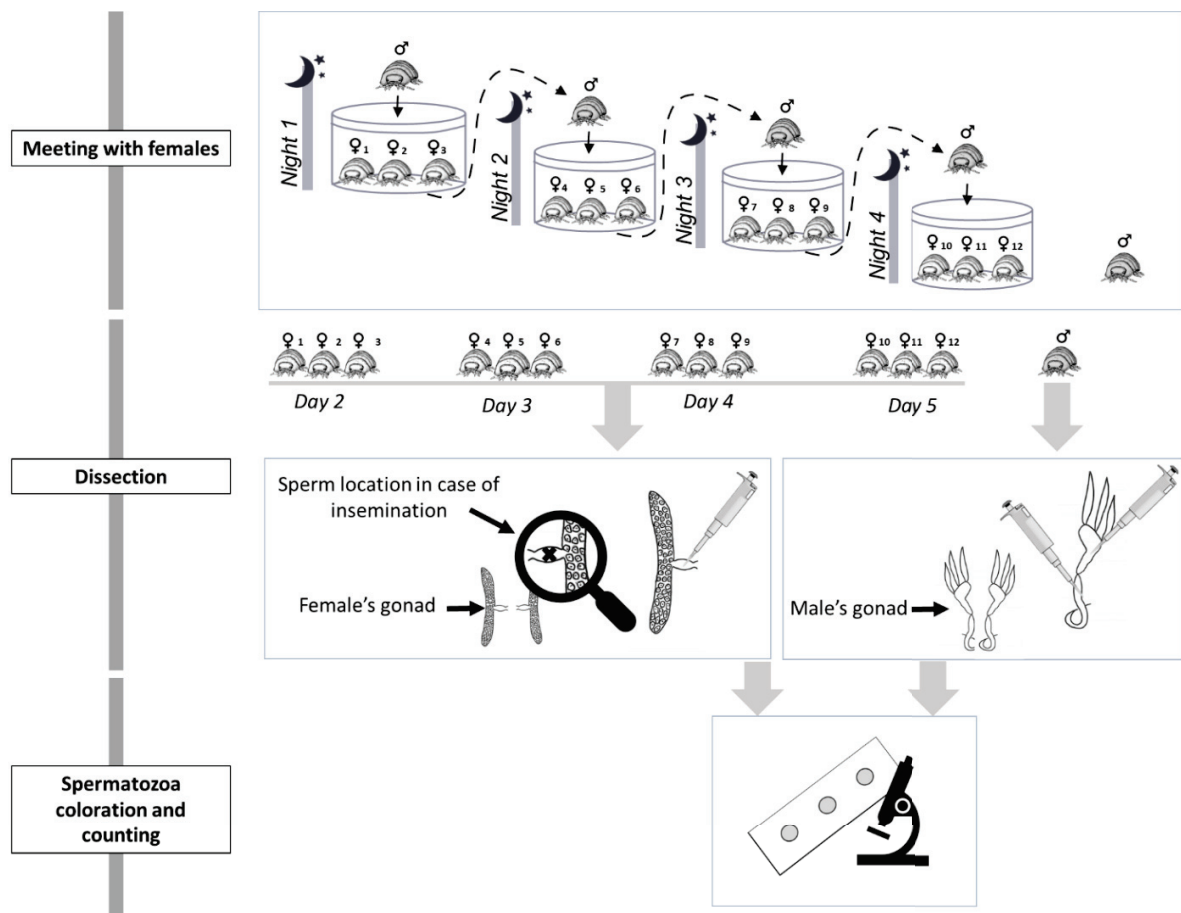 Meeting with females
Night 1
♂
♀1 ♀2 ♀3
Night 2
♂
♀4 ♀5 ♀6
Night 3
♂
♀7 ♀8 ♀9
Night 4
♂
♀10 ♀11 ♀12
♂
♀1 ♀2 ♀3
♀4 ♀5 ♀6
♀7 ♀8 ♀9
♀10 ♀11 ♀12
♂
Day 2
Day 3
Day 4
Day 5
Dissection
Sperm location in case of
insemination
Female's gonad
Male's gonad
Spermatozoa
coloration and
counting